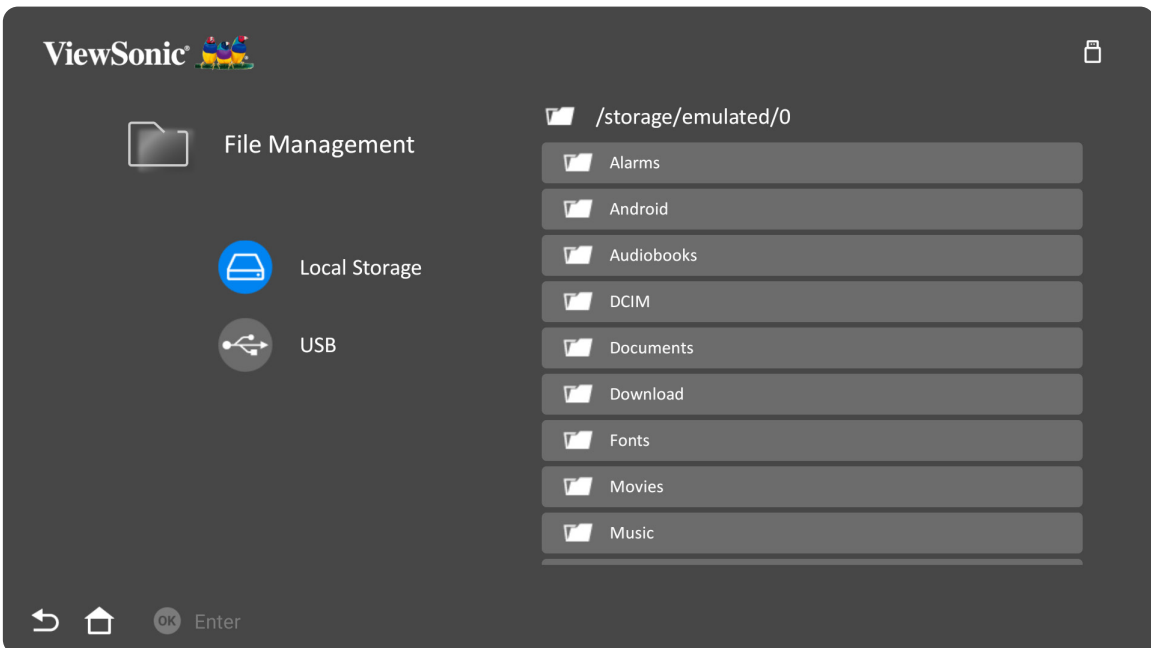 ViewSonic®
File Management
Local Storage
USB
/storage/emulated/0
Alarms
Android
Audiobooks
DCIM
Documents
Download
Fonts
Movies
Music
OK Enter